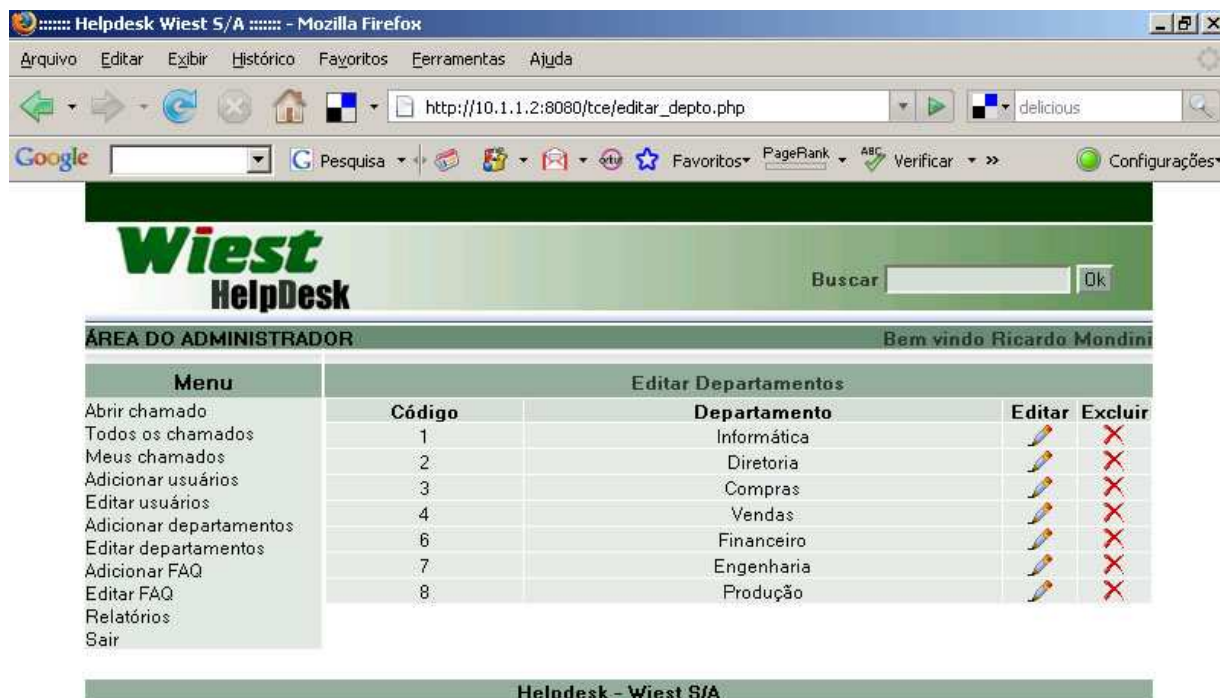 ::::::: Helpdesk Wiest S/A ::::::: - Mozilla Firefox
Arquivo Editar Exibir Histórico Favoritos Ferramentas Ajuda
http://10.1.1.2:8080/tce/editar_depto.php delicious
Google Pesquisa Favoritos PageRank ABC Verificar » Configurações
Wiest
HelpDesk
Buscar Ok
ÁREA DO ADMINISTRADOR Bem vindo Ricardo Mondini
Menu
Abrir chamado
Todos os chamados
Meus chamados
Adicionar usuários
Editar usuários
Adicionar departamentos
Editar departamentos
Adicionar FAQ
Editar FAQ
Relatórios
Sair
Editar Departamentos
Código Departamento Editar Excluir
1 Informática
2 Diretoria
3 Compras
4 Vendas
6 Financeiro
7 Engenharia
8 Produção
Helpdesk - Wiest S/A